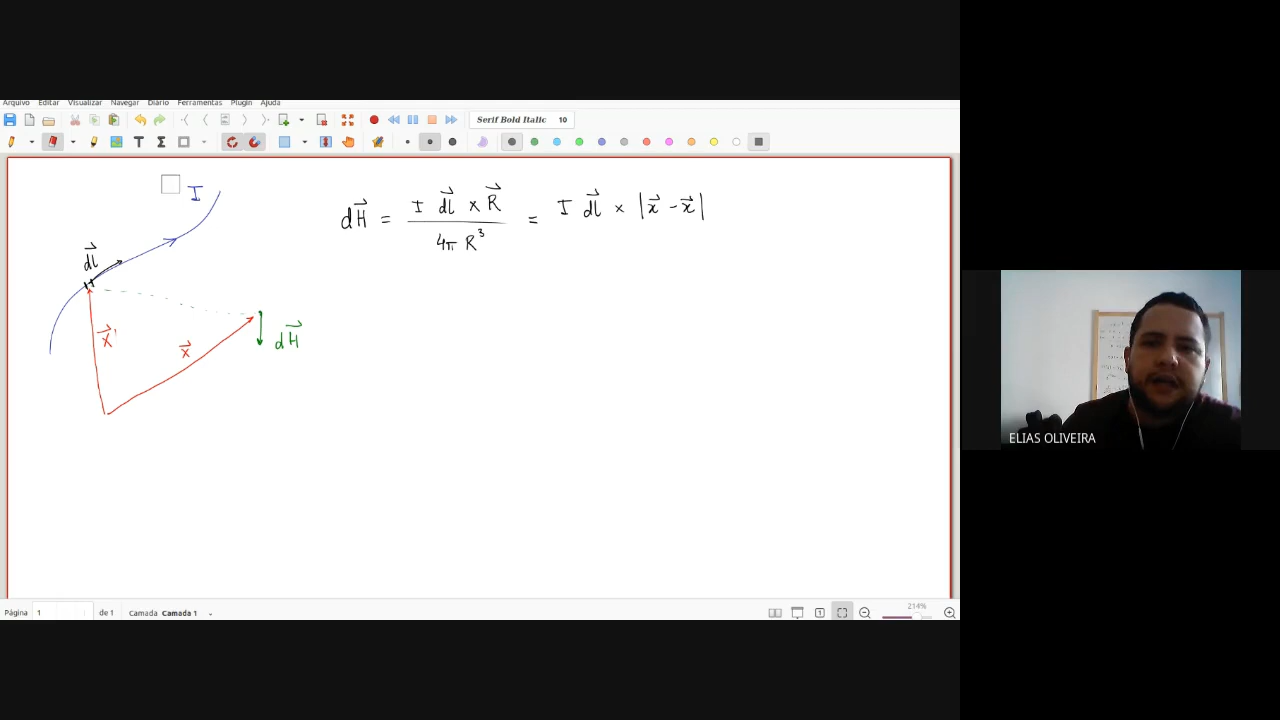 Arquivo Editar Visualizar Navegar Diário Ferramentas Plugin Ajuda
Serif Bold Italic 10
I
dl⃗
x⃗'
x⃗
dH⃗
dH⃗ = I dl⃗ × R⃗ / 4π R³ = I dl⃗ × |x⃗ - x⃗|
ELIAS OLIVEIRA
Página 1 de 1 Camada Camada 1 214%